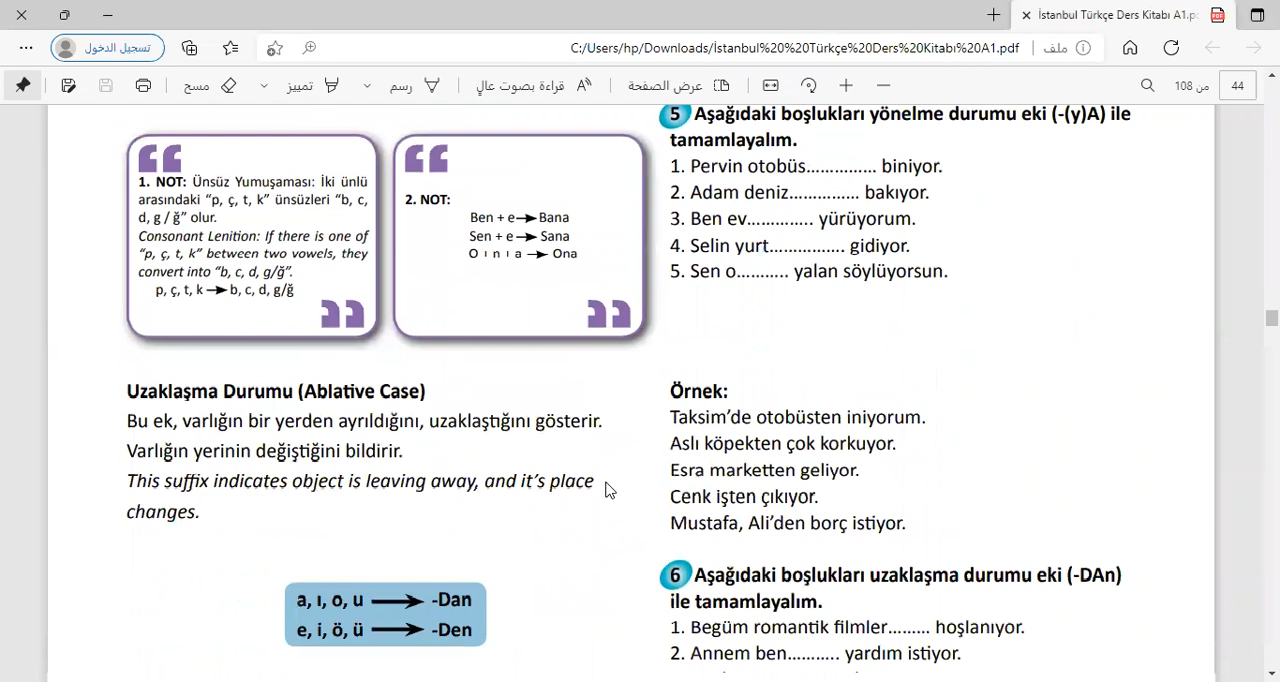 İstanbul Türkçe Ders Kitabı A1.pc
تسجيل الدخول
C:/Users/hp/Downloads/İstanbul%20%20Türkçe%20Ders%20Kitabı%20A1.pdf
ملف
مسح
تمييز
رسم
قراءة بصوت عالٍ
عرض الصفحة
من 108
44
1. NOT: Ünsüz Yumuşaması: İki ünlü
arasındaki “p, ç, t, k” ünsüzleri “b, c,
d, g / ğ” olur.
Consonant Lenition: If there is one of
“p, ç, t, k” between two vowels, they
convert into “b, c, d, g/ğ”.
p, ç, t, k → b, c, d, g/ğ
2. NOT:
Ben + e → Bana
Sen + e → Sana
O ı n ı a → Ona
Uzaklaşma Durumu (Ablative Case)
Bu ek, varlığın bir yerden ayrıldığını, uzaklaştığını gösterir.
Varlığın yerinin değiştiğini bildirir.
This suffix indicates object is leaving away, and it’s place
changes.
a, ı, o, u → -Dan
e, i, ö, ü → -Den
5 Aşağıdaki boşlukları yönelme durumu eki (-(y)A) ile
tamamlayalım.
1. Pervin otobüs............... biniyor.
2. Adam deniz............... bakıyor.
3. Ben ev.............. yürüyorum.
4. Selin yurt................ gidiyor.
5. Sen o........... yalan söylüyorsun.
Örnek:
Taksim’de otobüsten iniyorum.
Aslı köpekten çok korkuyor.
Esra marketten geliyor.
Cenk işten çıkıyor.
Mustafa, Ali’den borç istiyor.
6 Aşağıdaki boşlukları uzaklaşma durumu eki (-DAn)
ile tamamlayalım.
1. Begüm romantik filmler......... hoşlanıyor.
2. Annem ben........... yardım istiyor.